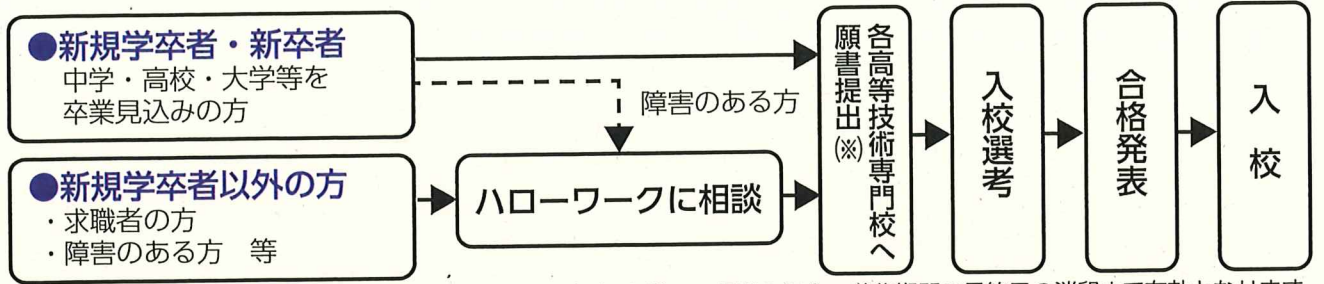 ●新規学卒者・新卒者
中学・高校・大学等を
卒業見込みの方
障害のある方
●新規学卒者以外の方
・求職者の方
・障害のある方 等
ハローワークに相談
各高等技術専門校へ
願書提出(※)
入校選考
合格発表
入校